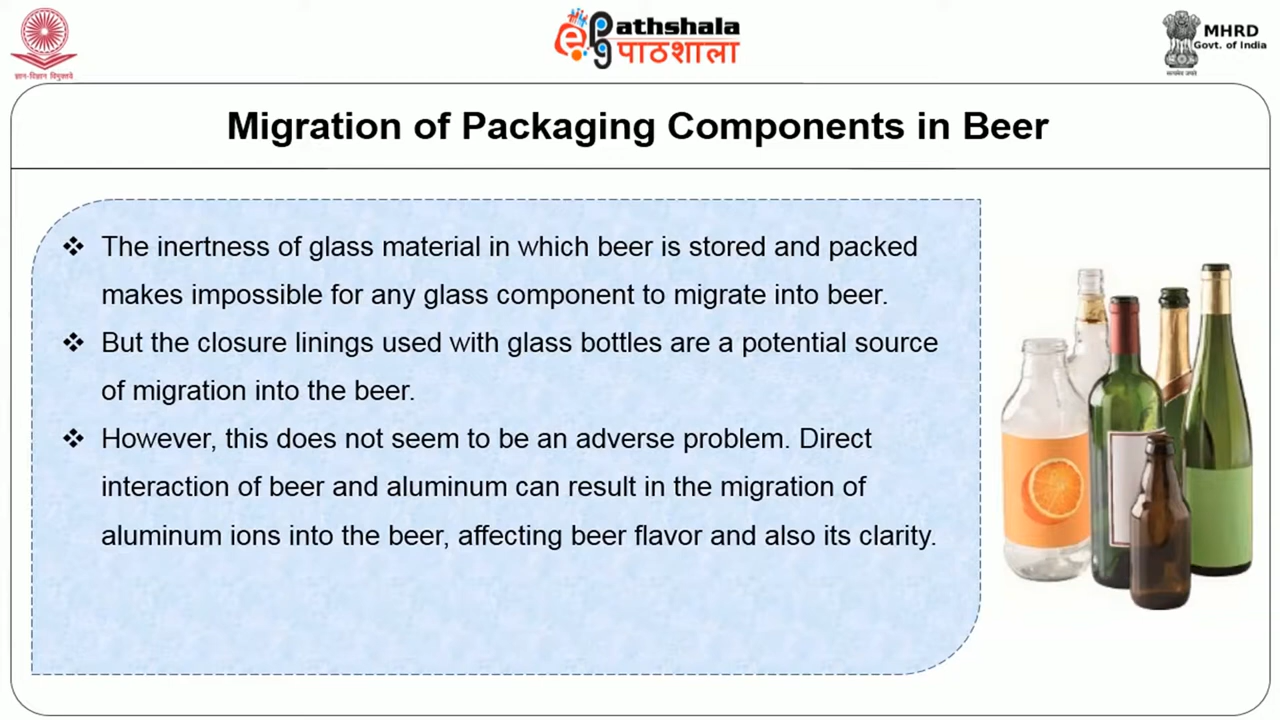 ज्ञान-विज्ञान विमुक्तये
ePathshala
पाठशाला
सत्यमेव जयते
MHRD
Govt. of India
Migration of Packaging Components in Beer
❖ The inertness of glass material in which beer is stored and packed
makes impossible for any glass component to migrate into beer.
❖ But the closure linings used with glass bottles are a potential source
of migration into the beer.
❖ However, this does not seem to be an adverse problem. Direct
interaction of beer and aluminum can result in the migration of
aluminum ions into the beer, affecting beer flavor and also its clarity.